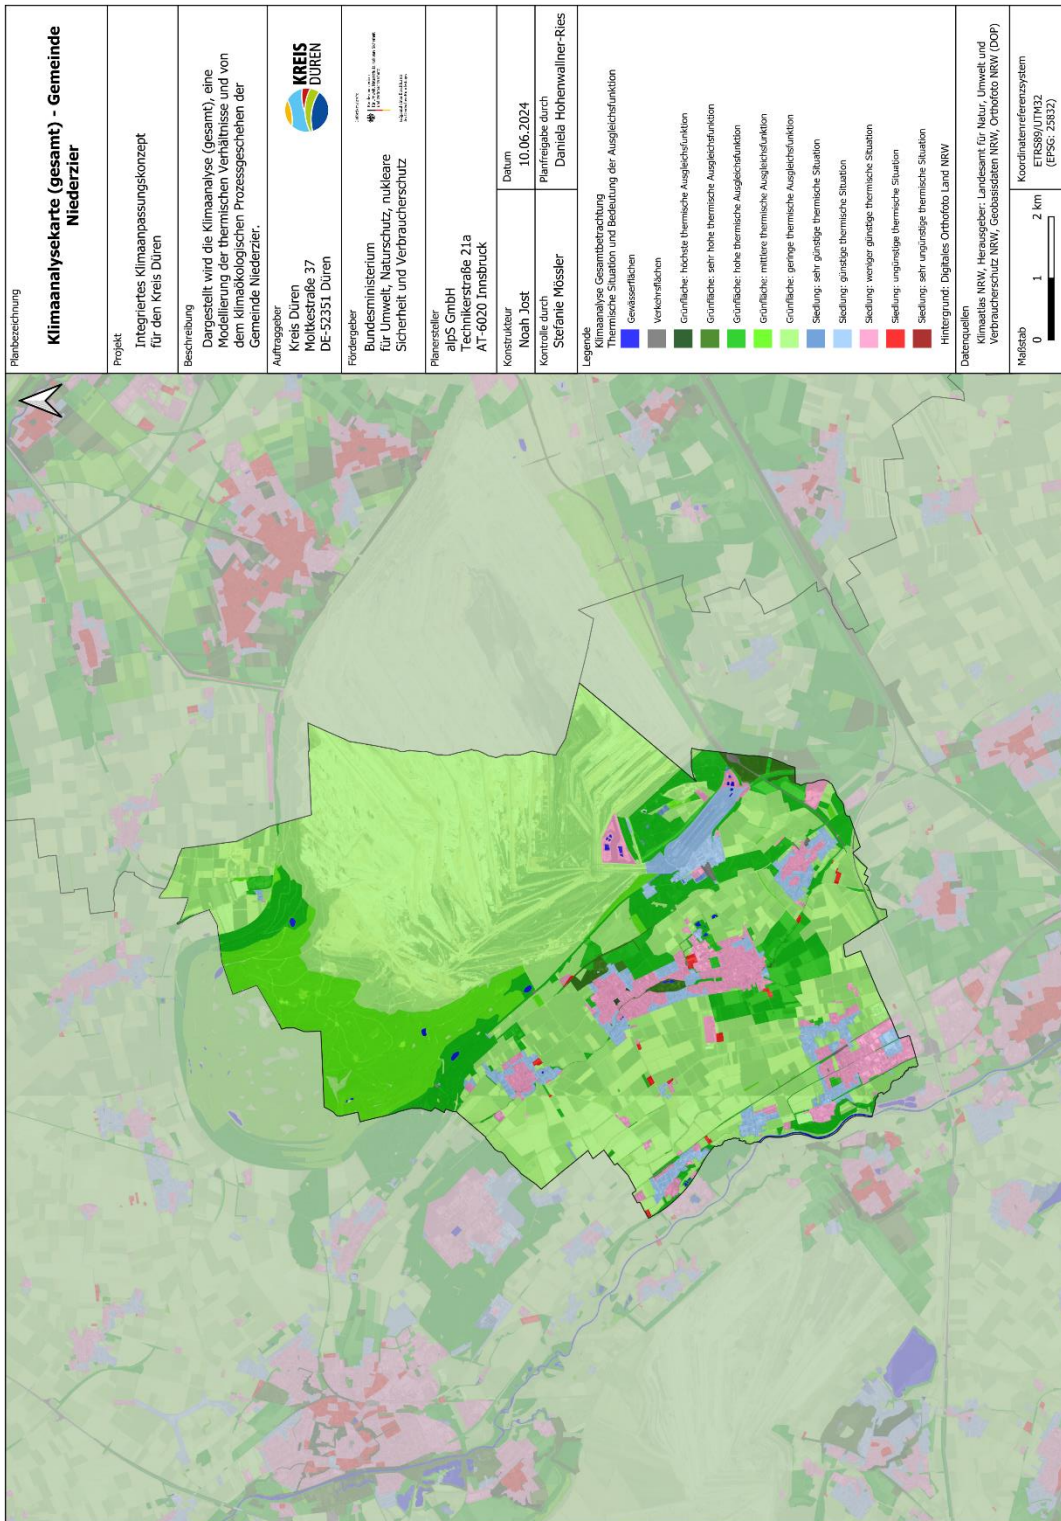 Planbezeichnung
Klimaanalysekarte (gesamt) - Gemeinde
Niederzier
Projekt
Integriertes Klimaanpassungskonzept
für den Kreis Düren
Beschreibung
Dargestellt wird die Klimaanalyse (gesamt), eine
Modellierung der thermischen Verhältnisse und von
dem klimaökologischen Prozessgeschehen der
Gemeinde Niederzier.
Auftraggeber
Kreis Düren
Moltkestraße 37
DE-52351 Düren
KREIS
DÜREN
Fördergeber
Bundesministerium
für Umwelt, Naturschutz, nukleare
Sicherheit und Verbraucherschutz
Planersteller
alpS GmbH
Technikerstraße 21a
AT-6020 Innsbruck
Konstrukteur
Noah Jost
Datum
10.06.2024
Kontrolle durch
Stefanie Mössler
Planfreigabe durch
Daniela Hohenwallner-Ries
Legende
Klimaanalyse Gesamtbetrachtung
Thermische Situation und Bedeutung der Ausgleichsfunktion
Gewässerflächen
Verkehrsflächen
Grünfläche: höchste thermische Ausgleichsfunktion
Grünfläche: sehr hohe thermische Ausgleichsfunktion
Grünfläche: hohe thermische Ausgleichsfunktion
Grünfläche: mittlere thermische Ausgleichsfunktion
Grünfläche: geringe thermische Ausgleichsfunktion
Siedlung: sehr günstige thermische Situation
Siedlung: günstige thermische Situation
Siedlung: weniger günstige thermische Situation
Siedlung: ungünstige thermische Situation
Siedlung: sehr ungünstige thermische Situation
Hintergrund: Digitales Orthofoto Land NRW
Datenquellen
Klimaatlas NRW, Herausgeber: Landesamt für Natur, Umwelt und
Verbraucherschutz NRW, Geobasisdaten NRW, Orthofoto NRW (DOP)
Maßstab
0 1 2 km
Koordinatenreferenzsystem
ETRS89/UTM32
(EPSG: 25832)